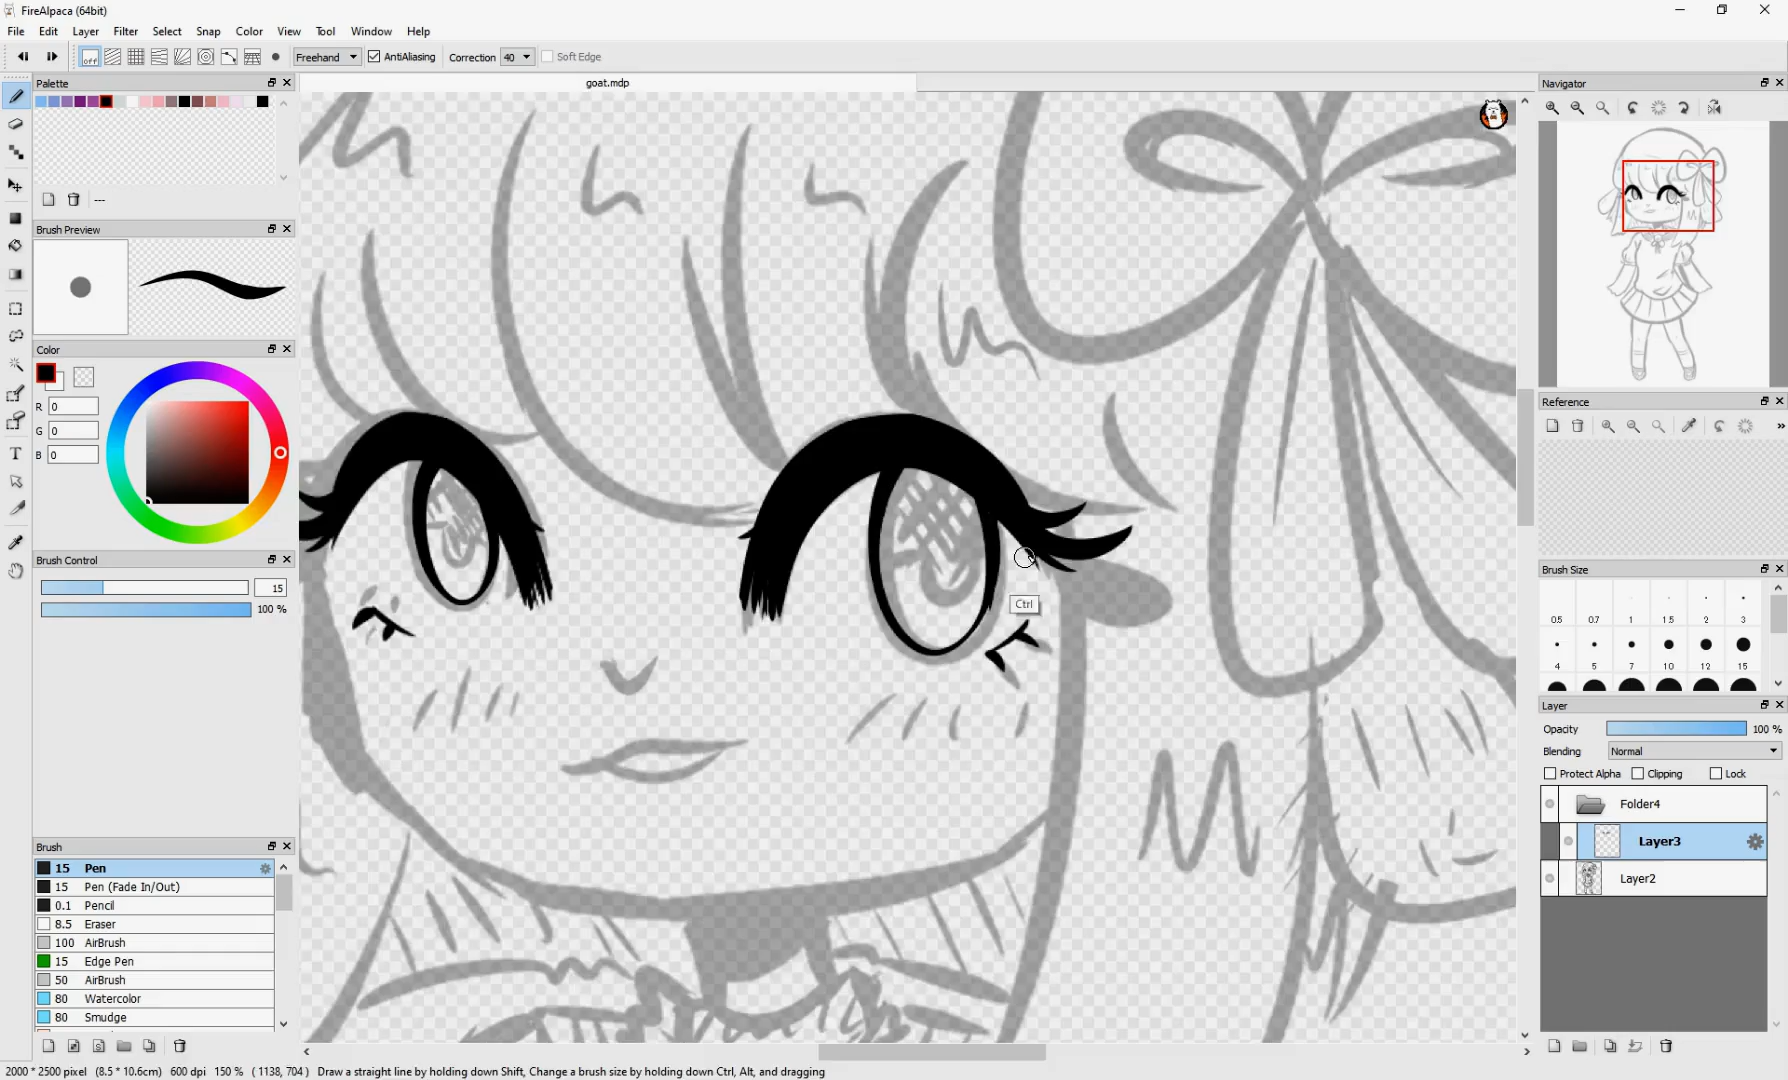 FireAlpaca (64bit)
File Edit Layer Filter Select Snap Color View Tool Window Help
off Freehand AntiAliasing Correction 40 Soft Edge
Palette
goat.mdp
Navigator
---
Brush Preview
Color
R 0
G 0
B 0
Reference
»
Brush Control
15
100 %
Ctrl
Brush Size
0.5 0.7 1 1.5 2 3
4 5 7 10 12 15
Layer
Opacity 100 %
Blending Normal
Protect Alpha Clipping Lock
Folder4
Layer3
Layer2
Brush
15 Pen
15 Pen (Fade In/Out)
0.1 Pencil
8.5 Eraser
100 AirBrush
15 Edge Pen
50 AirBrush
80 Watercolor
80 Smudge
2000 * 2500 pixel (8.5 * 10.6cm) 600 dpi 150 % ( 1138, 704 ) Draw a straight line by holding down Shift, Change a brush size by holding down Ctrl, Alt, and dragging